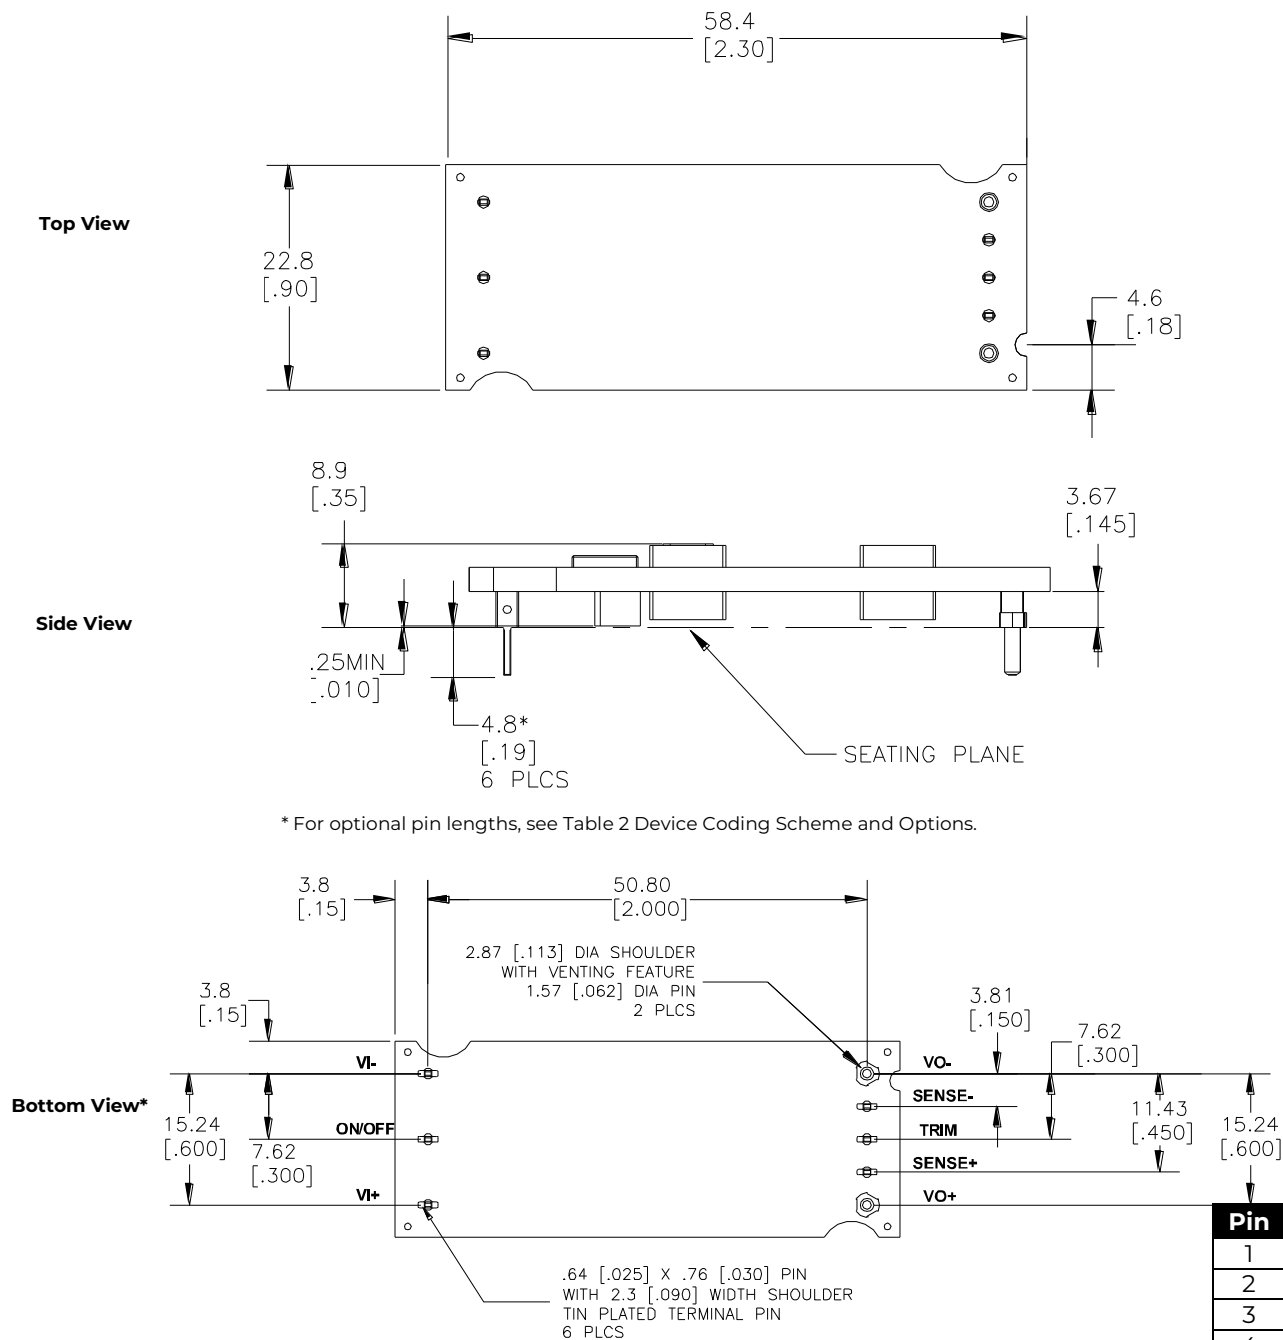 58.4
[2.30]
Top View
22.8
[.90]
4.6
[.18]
8.9
[.35]
3.67
[.145]
Side View
.25MIN
[.010]
4.8*
[.19]
6 PLCS
SEATING PLANE
* For optional pin lengths, see Table 2 Device Coding Scheme and Options.
3.8
[.15]
50.80
[2.000]
2.87 [.113] DIA SHOULDER
WITH VENTING FEATURE
1.57 [.062] DIA PIN
2 PLCS
3.8
[.15]
3.81
[.150]
7.62
[.300]
VI-
VO-
SENSE-
Bottom View*
15.24
[.600]
ON/OFF
7.62
[.300]
TRIM
11.43
[.450]
15.24
[.600]
SENSE+
VI+
VO+
Pin
1
2
3
.64 [.025] X .76 [.030] PIN
WITH 2.3 [.090] WIDTH SHOULDER
TIN PLATED TERMINAL PIN
6 PLCS